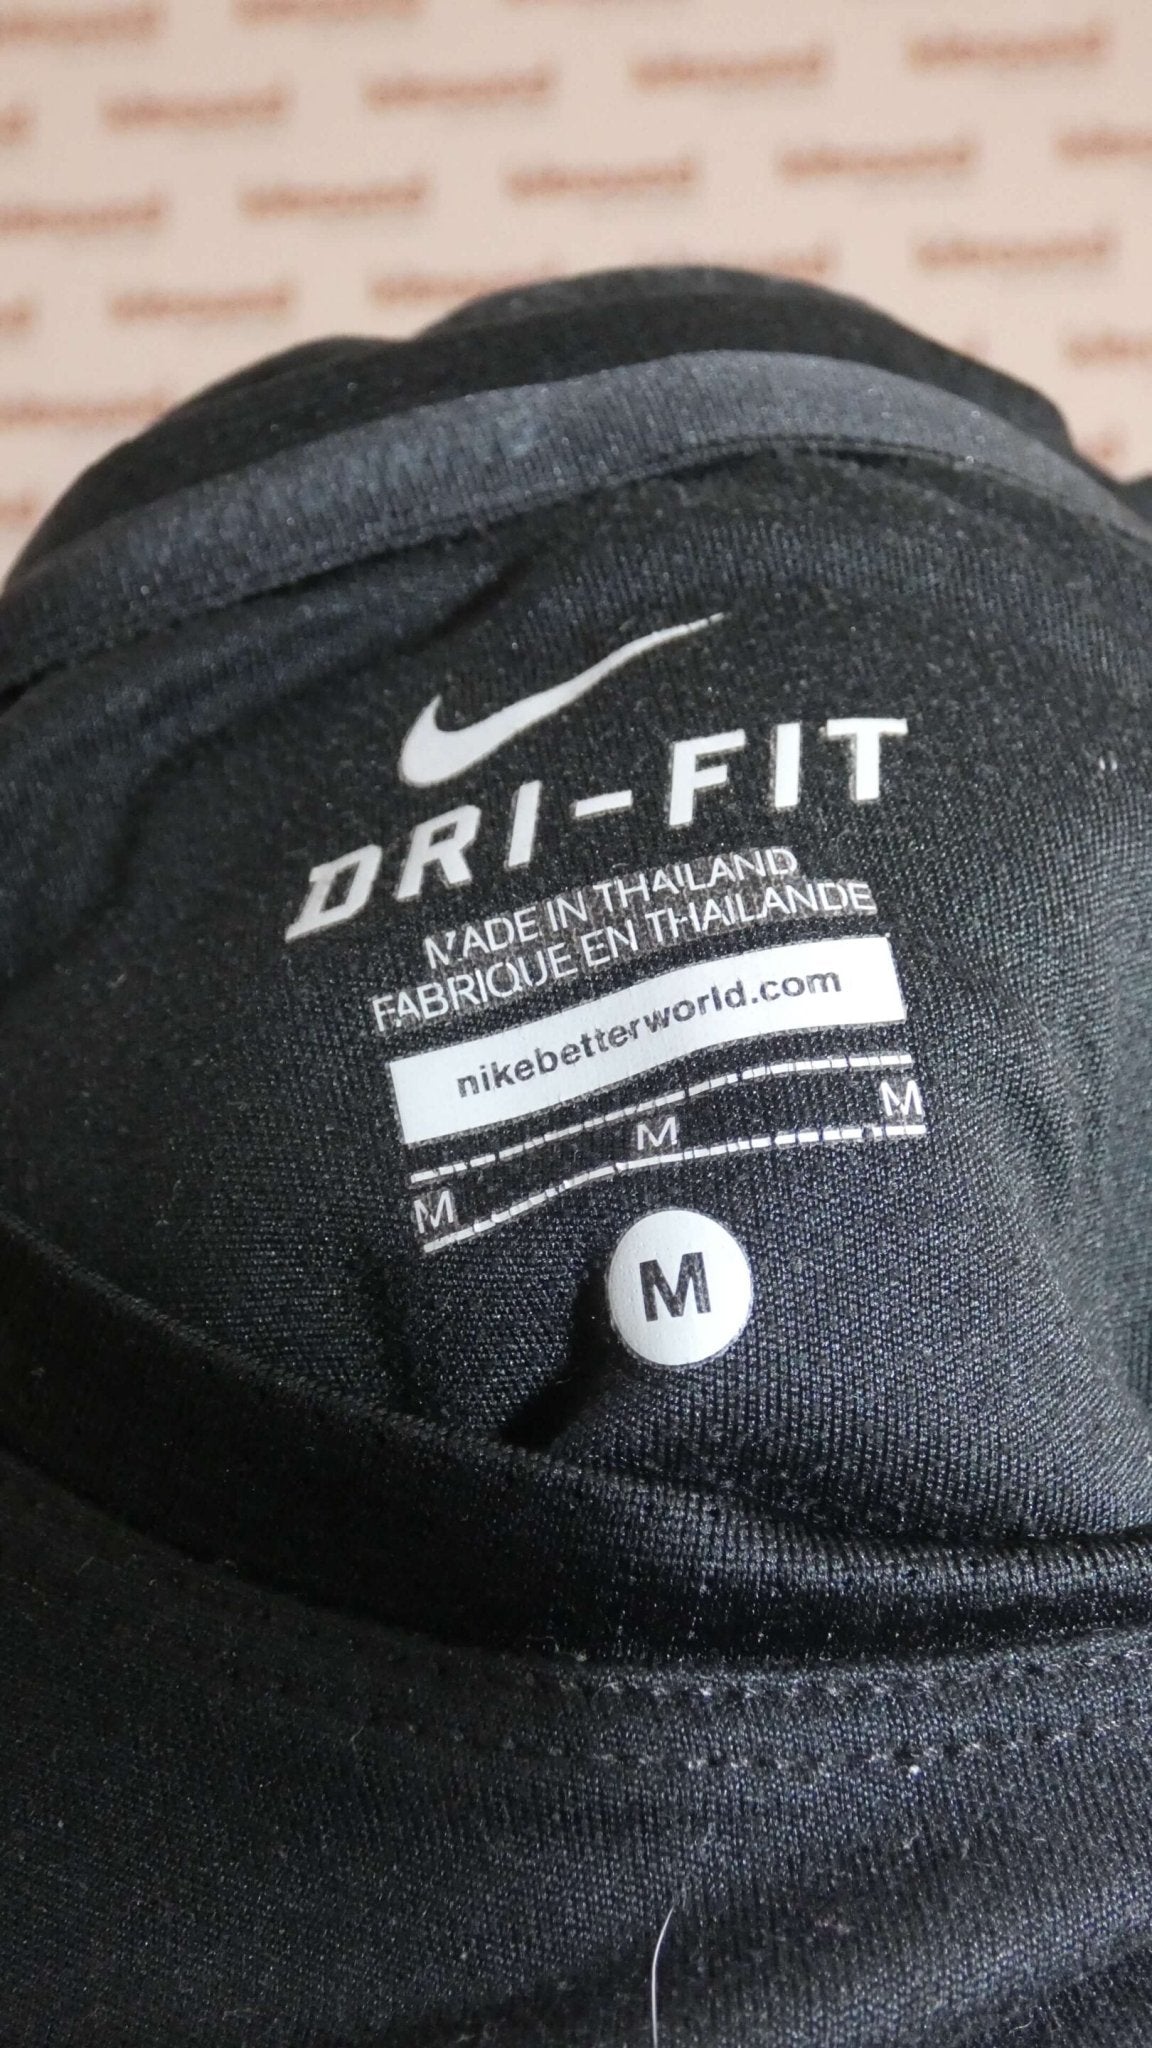 DRI-FIT
MADE IN THAILAND
FABRIQUE EN THAILANDE
nikebetterworld.com
M M M
M